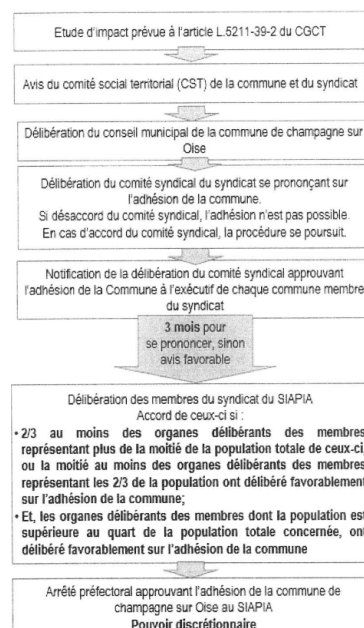 Etude d'impact prévue à l'article L.5211-39-2 du CGCT
Avis du comité social territorial (CST) de la commune et du syndicat
Délibération du conseil municipal de la commune de champagne sur
Oise
Délibération du comité syndical du syndicat se prononçant sur
l'adhésion de la commune.
Si désaccord du comité syndical, l'adhésion n'est pas possible.
En cas d'accord du comité syndical, la procédure se poursuit.
Notification de la délibération du comité syndical approuvant
l'adhésion de la Commune à l'exécutif de chaque commune membre
du syndicat
3 mois pour
se prononcer, sinon
avis favorable
Délibération des membres du syndicat du SIAPIA
Accord de ceux-ci si :
• 2/3 au moins des organes délibérants des membres
représentant plus de la moitié de la population totale de ceux-ci,
ou la moitié au moins des organes délibérants des membres
représentant les 2/3 de la population ont délibéré favorablement
sur l'adhésion de la commune;
• Et, les organes délibérants des membres dont la population est
supérieure au quart de la population totale concernée, ont
délibéré favorablement sur l'adhésion de la commune
Arrêté préfectoral approuvant l'adhésion de la commune de
champagne sur Oise au SIAPIA
Pouvoir discrétionnaire